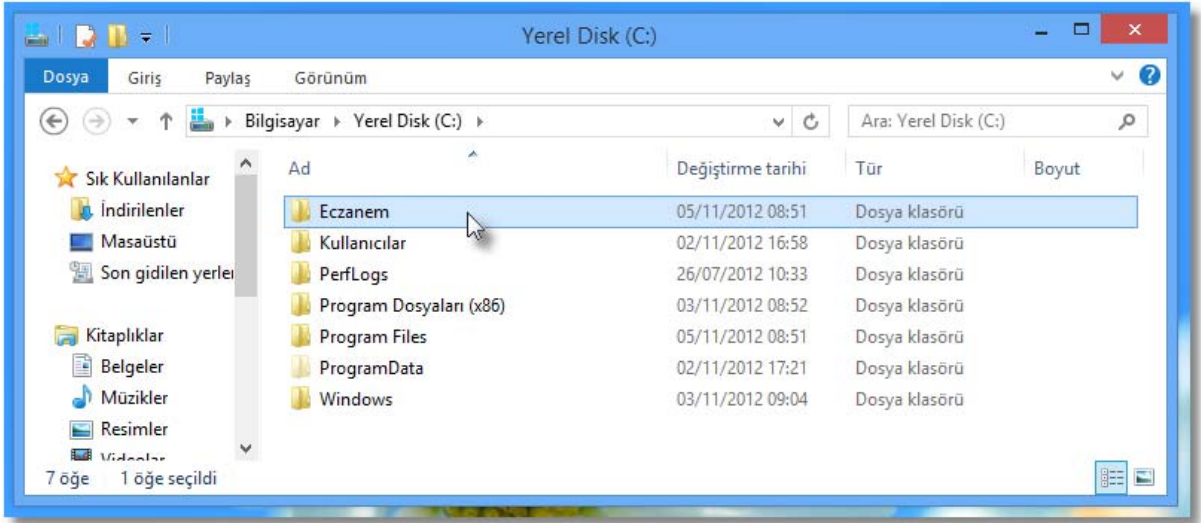 Yerel Disk (C:)
Dosya Giriş Paylaş Görünüm
Bilgisayar Yerel Disk (C:) Ara: Yerel Disk (C:)
Ad Değiştirme tarihi Tür Boyut
Sık Kullanılanlar
İndirilenler
Masaüstü
Son gidilen yerler
Kitaplıklar
Belgeler
Müzikler
Resimler
Videolar
Eczanem 05/11/2012 08:51 Dosya klasörü
Kullanıcılar 02/11/2012 16:58 Dosya klasörü
PerfLogs 26/07/2012 10:33 Dosya klasörü
Program Dosyaları (x86) 03/11/2012 08:52 Dosya klasörü
Program Files 05/11/2012 08:51 Dosya klasörü
ProgramData 02/11/2012 17:21 Dosya klasörü
Windows 03/11/2012 09:04 Dosya klasörü
7 öğe 1 öğe seçildi